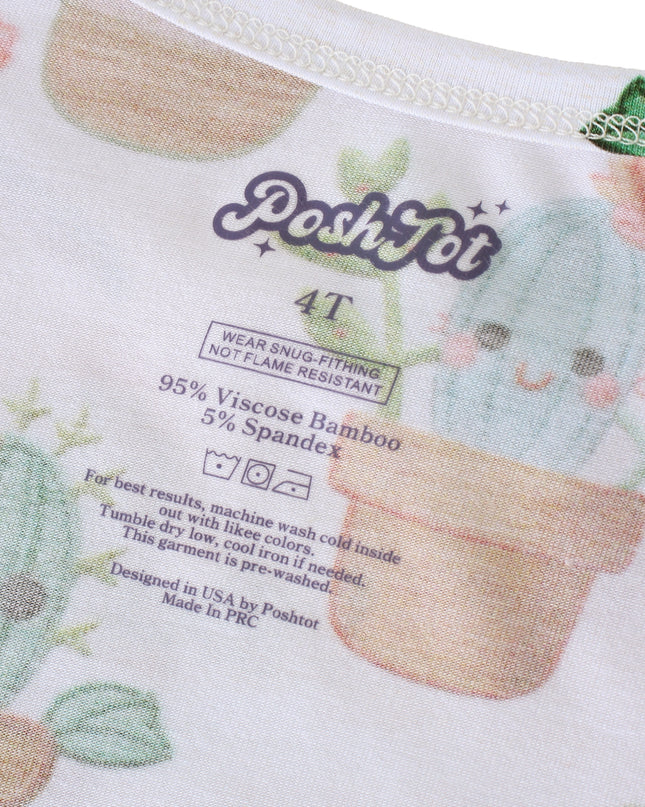 PoshTot
4T
WEAR SNUG-FITHING
NOT FLAME RESISTANT
95% Viscose Bamboo
5% Spandex
For best results, machine wash cold inside
out with likee colors.
Tumble dry low, cool iron if needed.
This garment is pre-washed.
Designed in USA by Poshtot
Made In PRC